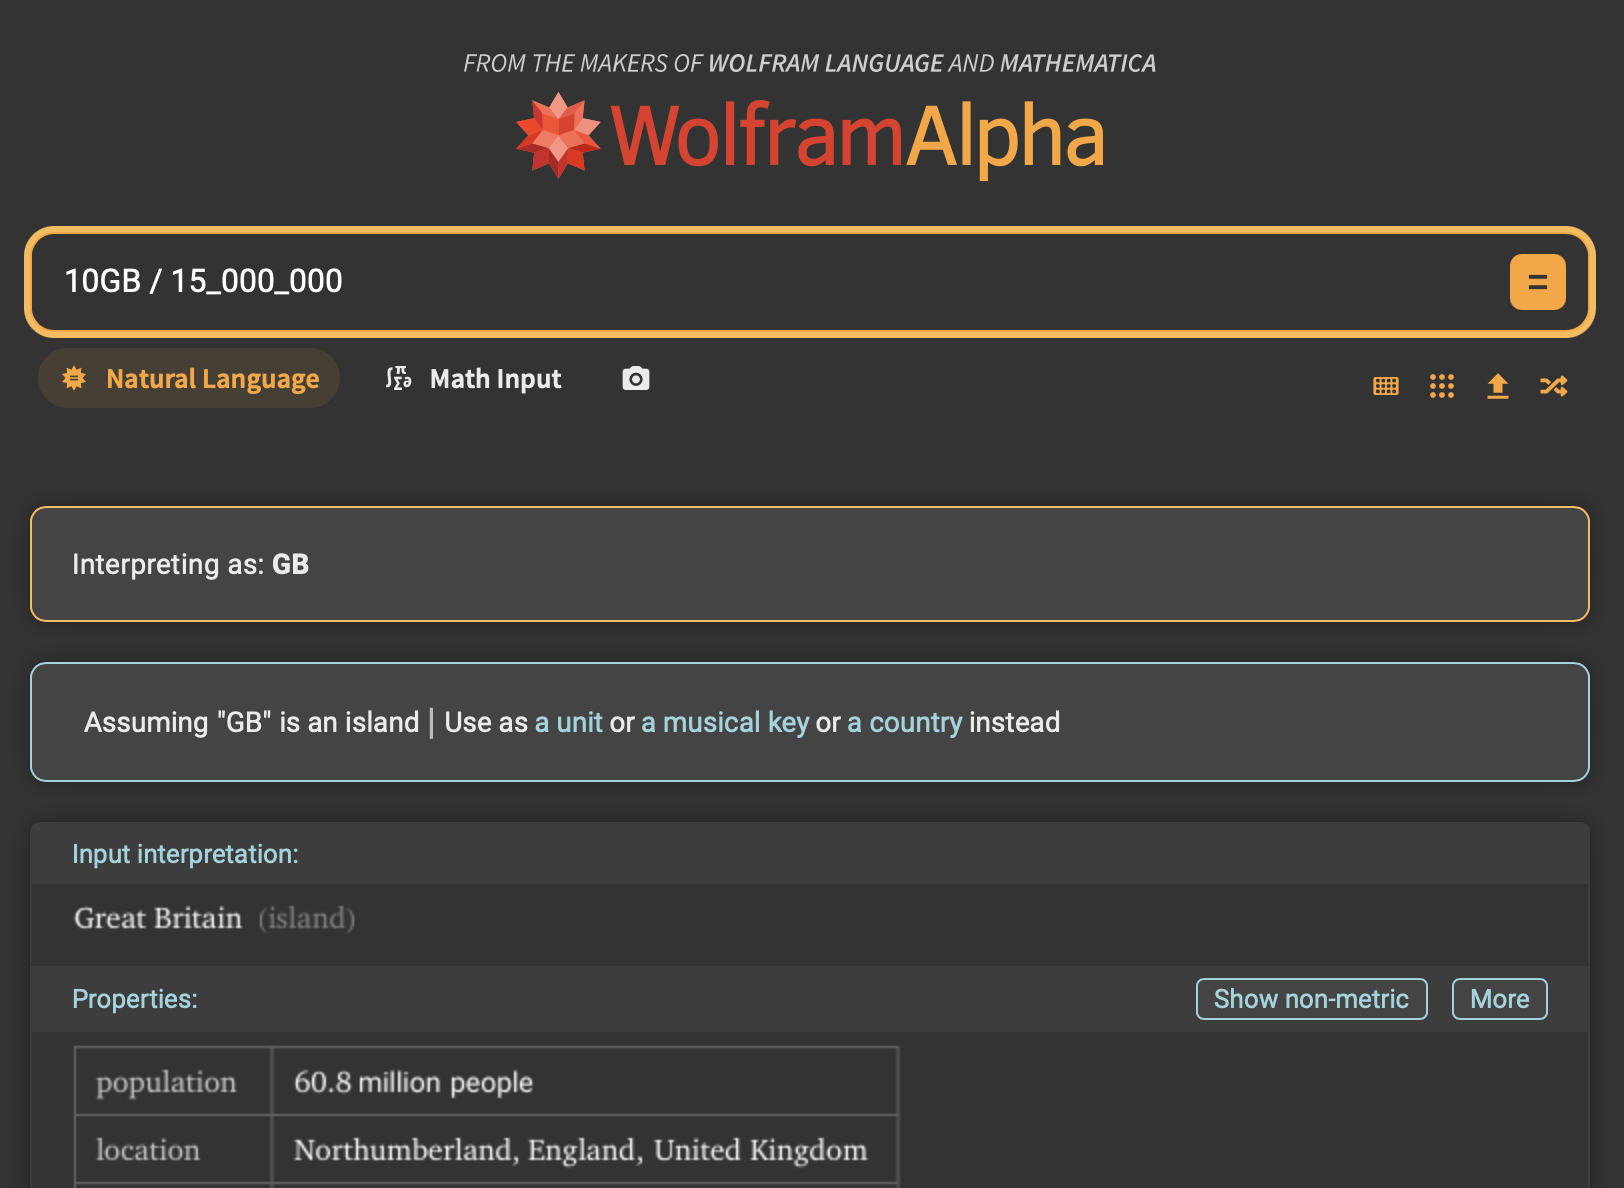 FROM THE MAKERS OF WOLFRAM LANGUAGE AND MATHEMATICA
WolframAlpha
10GB / 15_000_000
=
Natural Language
Math Input
Interpreting as: GB
Assuming "GB" is an island | Use as a unit or a musical key or a country instead
Input interpretation:
Great Britain (island)
Properties:
Show non-metric
More
population 60.8 million people
location Northumberland, England, United Kingdom